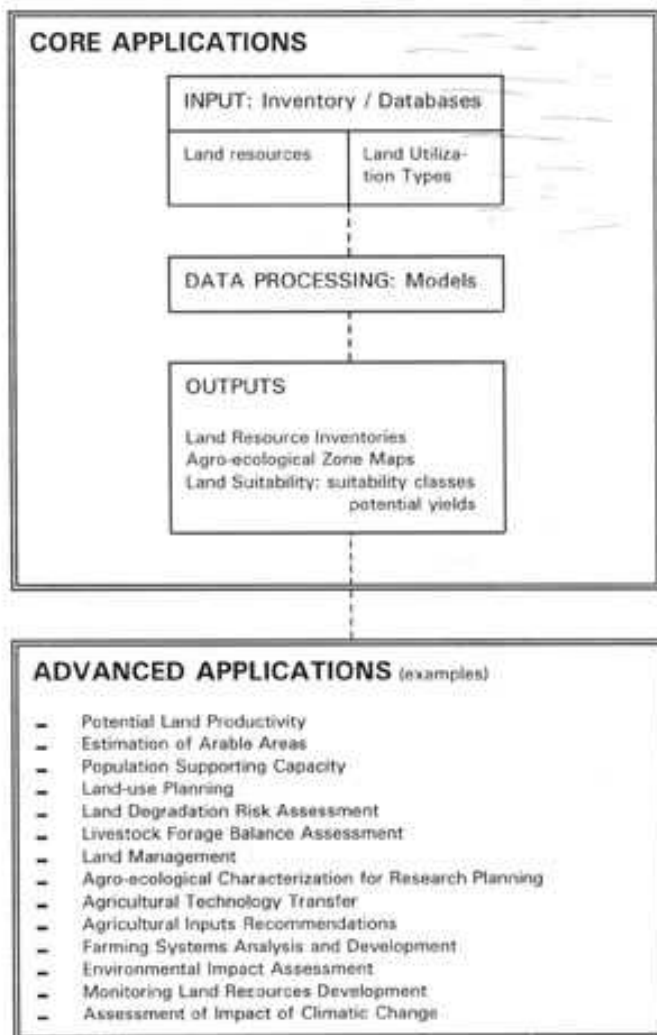 CORE APPLICATIONS
INPUT: Inventory / Databases
Land resources
Land Utiliza-
tion Types
DATA PROCESSING: Models
OUTPUTS
Land Resource Inventories
Agro-ecological Zone Maps
Land Suitability: suitability classes
potential yields
ADVANCED APPLICATIONS (examples)
- Potential Land Productivity
- Estimation of Arable Areas
- Population Supporting Capacity
- Land-use Planning
- Land Degradation Risk Assessment
- Livestock Forage Balance Assessment
- Land Management
- Agro-ecological Characterization for Research Planning
- Agricultural Technology Transfer
- Agricultural Inputs Recommendations
- Farming Systems Analysis and Development
- Environmental Impact Assessment
- Monitoring Land Resources Development
- Assessment of Impact of Climatic Change